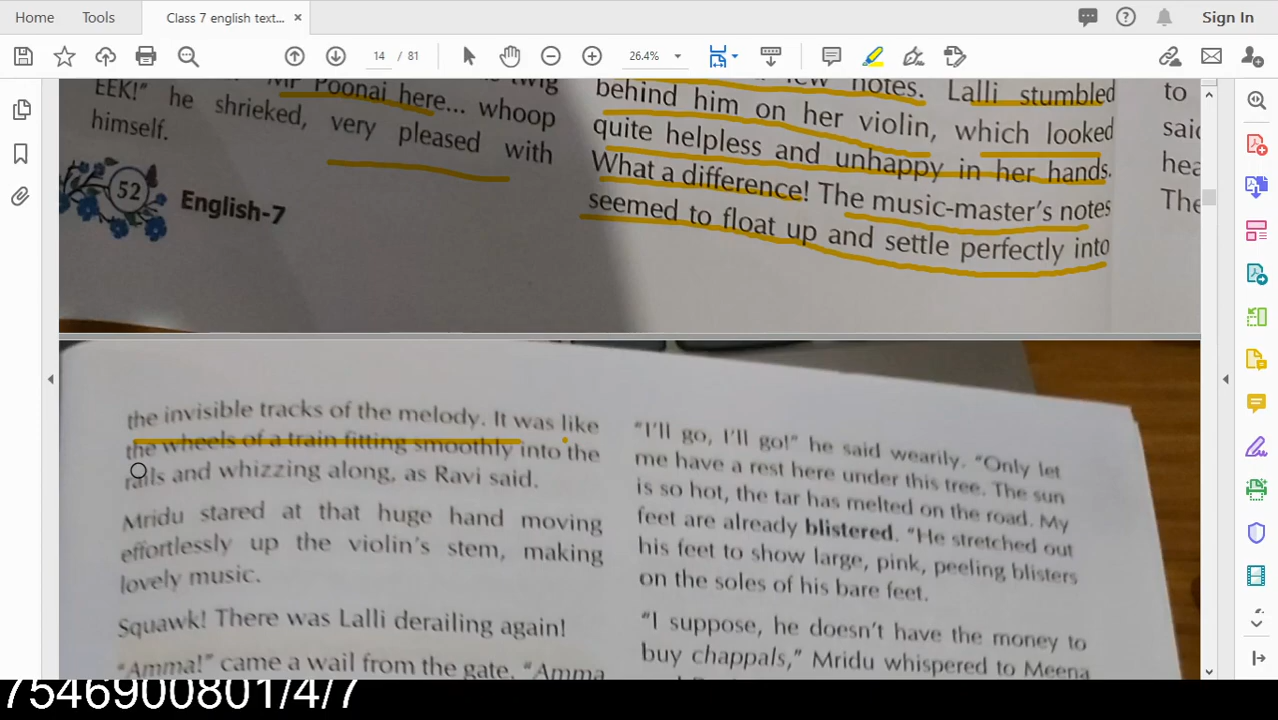 Home
Tools
Class 7 english text...
Sign In
14 / 81
26.4%
EEK!" he shrieked, very pleased with
himself.
Poonai here... whoop
52
English-7
notes. Lalli stumbled
behind him on her violin, which looked
quite helpless and unhappy in her hands.
What a difference! The music-master's notes
seemed to float up and settle perfectly into
to
said
The
the invisible tracks of the melody. It was like
the wheels of a train fitting smoothly into the
rails and whizzing along, as Ravi said.
Mridu stared at that huge hand moving
effortlessly up the violin's stem, making
lovely music.
Squawk! There was Lalli derailing again!
"Amma!" came a wail from the gate. "Amma
"I'll go, I'll go!" he said wearily. "Only let
me have a rest here under this tree. The sun
is so hot, the tar has melted on the road. My
feet are already blistered. "He stretched out
his feet to show large, pink, peeling blisters
on the soles of his bare feet.
"I suppose, he doesn't have the money to
buy chappals," Mridu whispered to Meena
7546900801/4/7